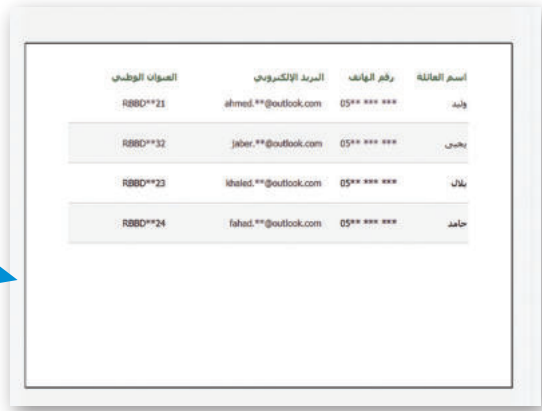 اسم العائلة رقم الهاتف البريد الإلكتروني العنوان الوطني
وليد 05** *** *** ahmed.**@outlook.com RBBD**21
يحيى 05** *** *** jaber.**@outlook.com RBBD**32
بلال 05** *** *** khaled.**@outlook.com RBBD**23
حامد 05** *** *** fahad.**@outlook.com RBBD**24